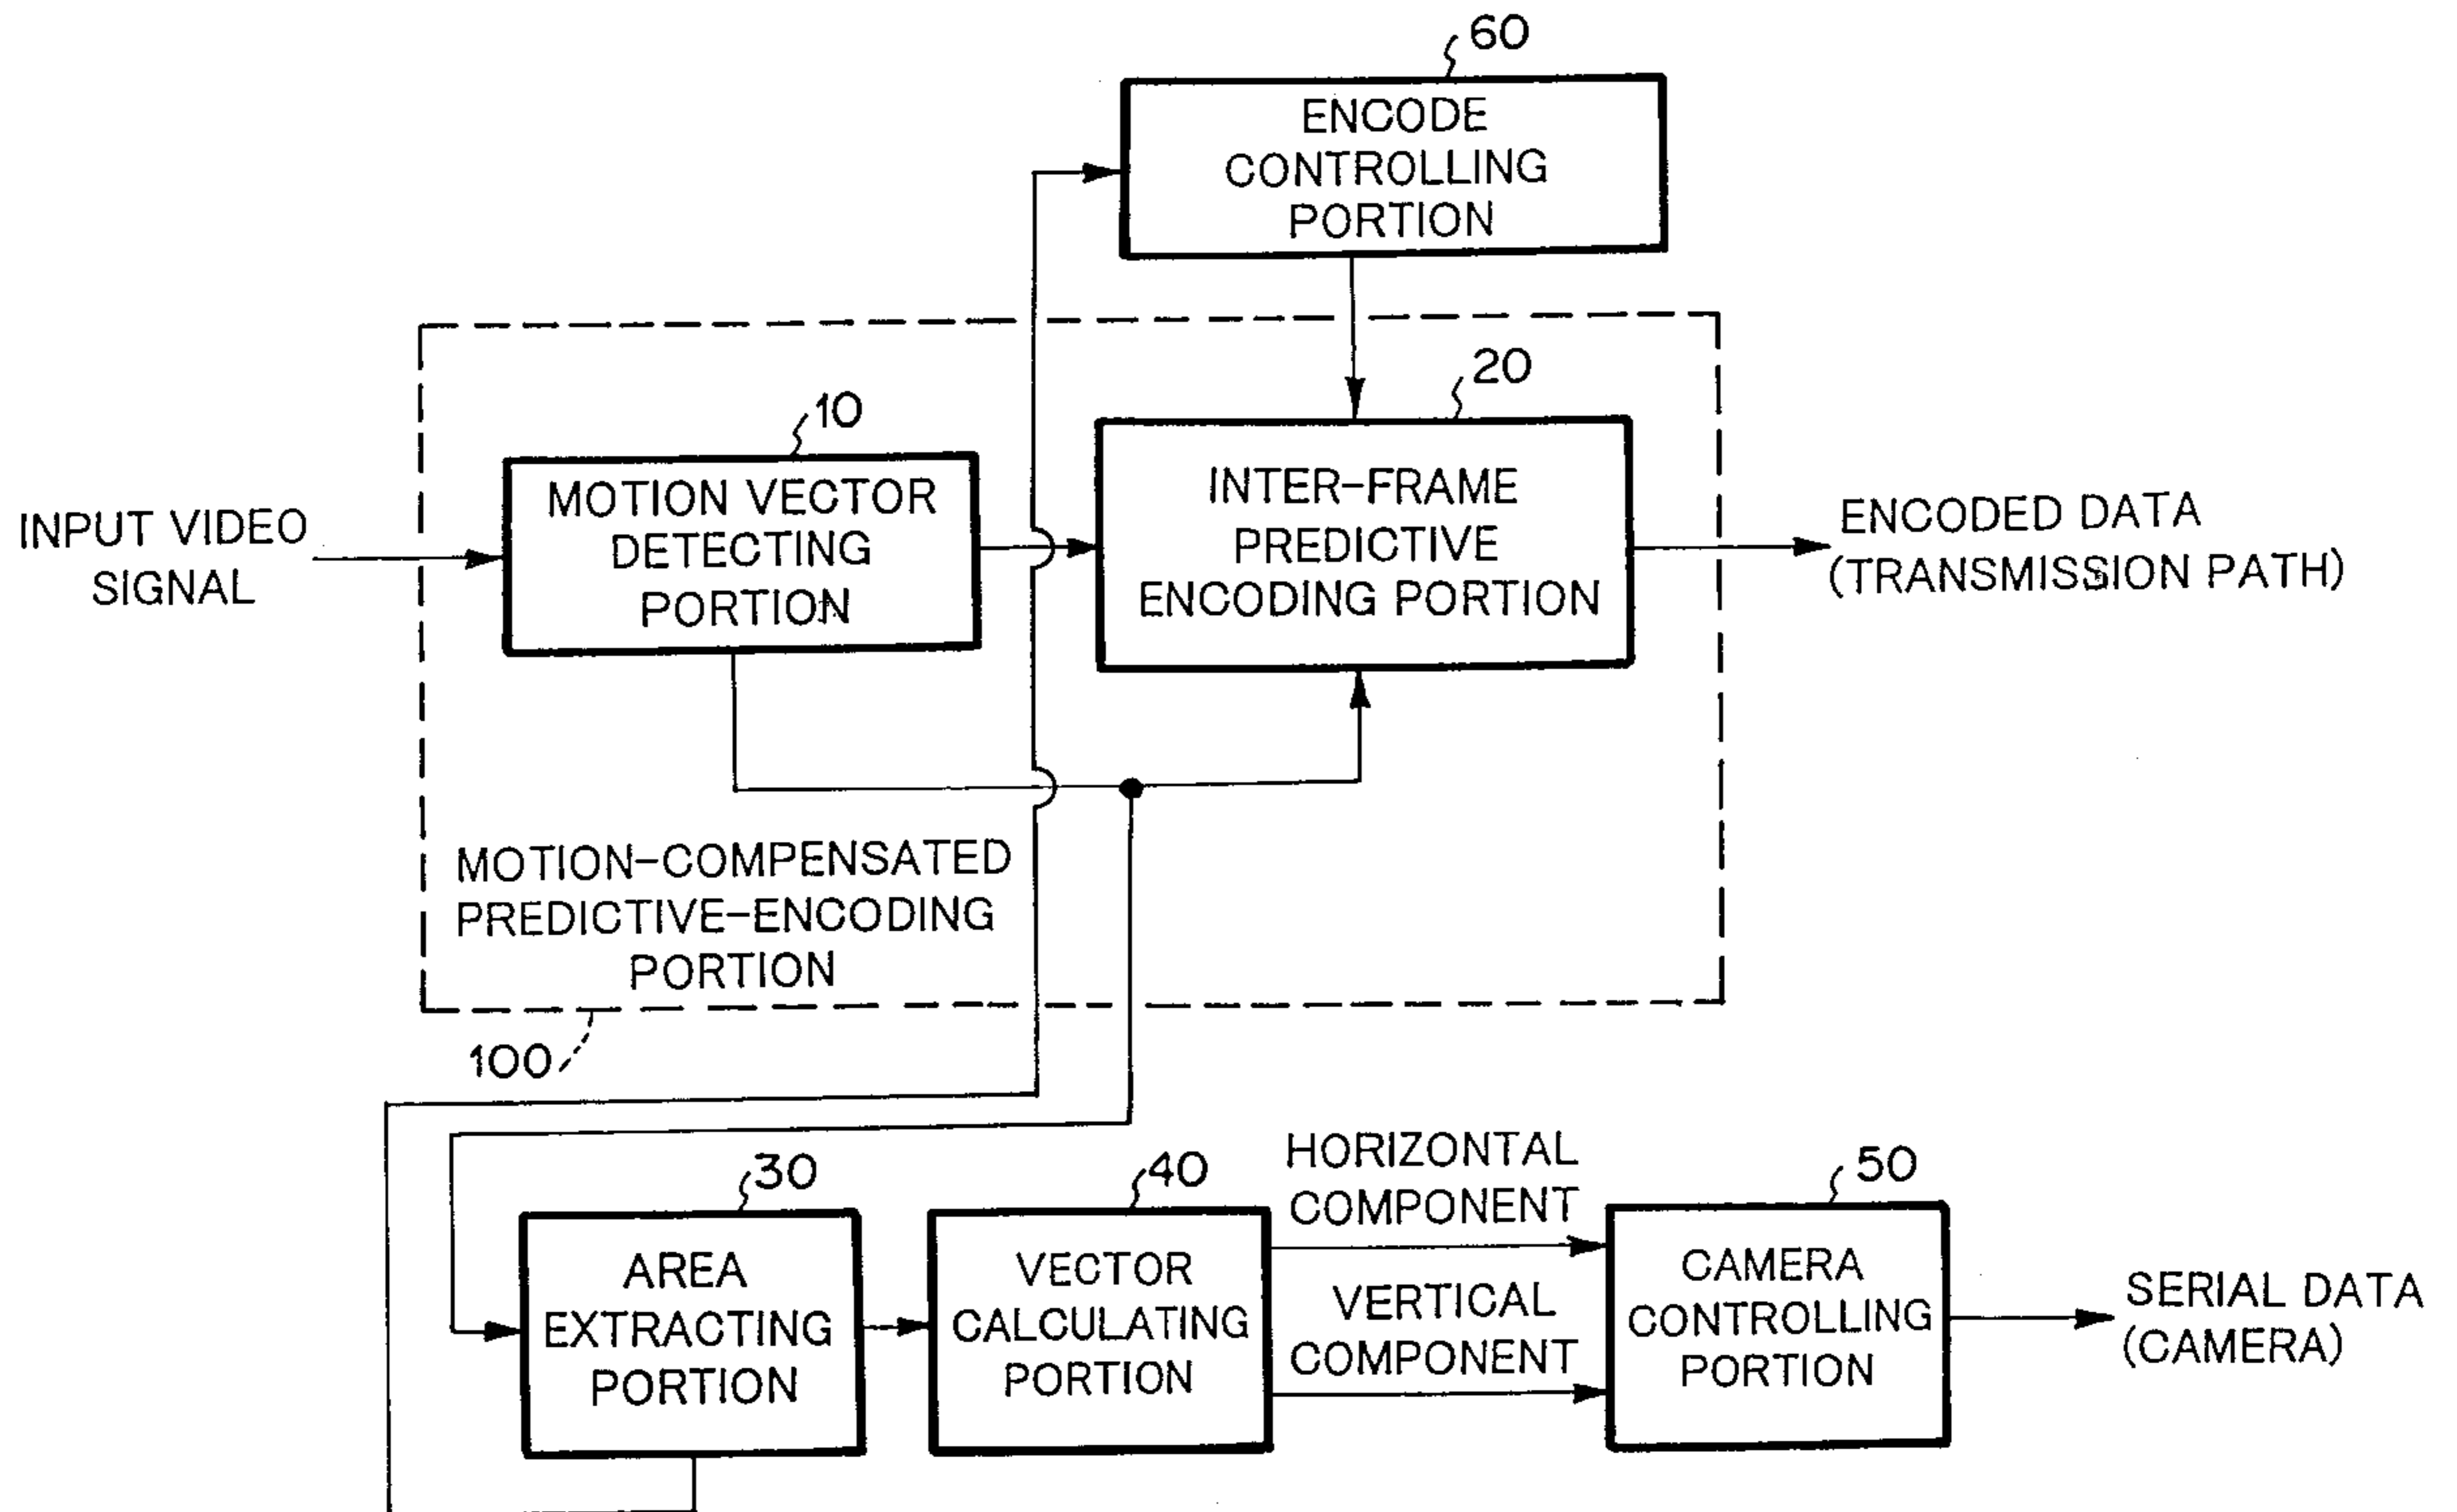 60
ENCODE
CONTROLLING
PORTION
20
10
INTER-FRAME
PREDICTIVE
ENCODING PORTION
MOTION VECTOR
DETECTING
PORTION
INPUT VIDEO
SIGNAL
ENCODED DATA
(TRANSMISSION PATH)
MOTION-COMPENSATED
PREDICTIVE-ENCODING
PORTION
100
30
40
HORIZONTAL
COMPONENT
50
AREA
EXTRACTING
PORTION
VECTOR
CALCULATING
PORTION
VERTICAL
COMPONENT
CAMERA
CONTROLLING
PORTION
SERIAL DATA
(CAMERA)